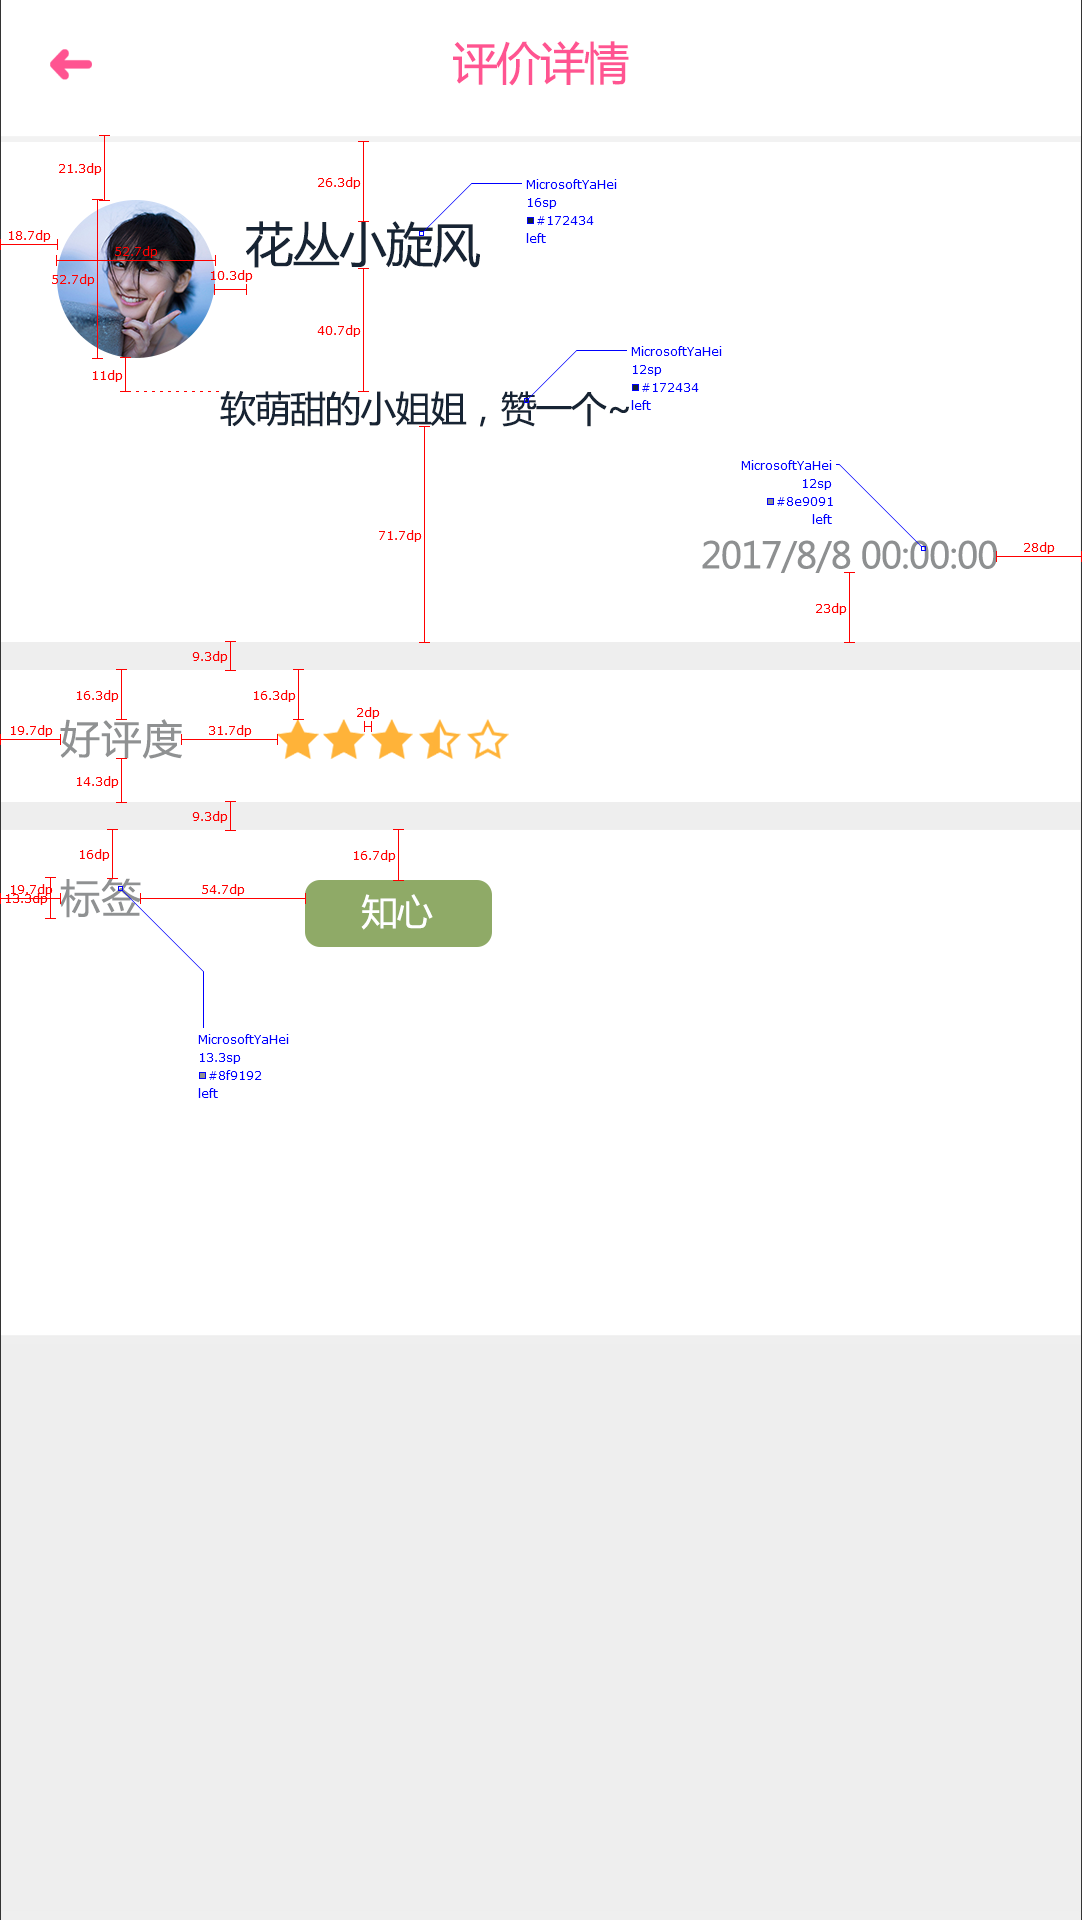 评价详情
21.3dp
26.3dp
MicrosoftYaHei
16sp
#172434
left
18.7dp
花丛小旋风
52.7dp
52.7dp
10.3dp
40.7dp
MicrosoftYaHei
12sp
#172434
left
11dp
软萌甜的小姐姐，赞一个~
MicrosoftYaHei
12sp
#8e9091
left
71.7dp
2017/8/8 00:00:00
28dp
23dp
9.3dp
16.3dp
16.3dp
2dp
19.7dp
好评度
31.7dp
14.3dp
9.3dp
16dp
16.7dp
19.7dp
13.3dp
标签
54.7dp
知心
MicrosoftYaHei
13.3sp
#8f9192
left